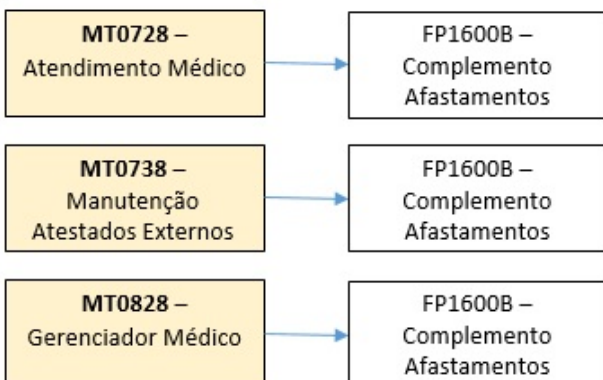 MT0728 –
Atendimento Médico
FP1600B –
Complemento
Afastamentos
MT0738 –
Manutenção
Atestados Externos
FP1600B –
Complemento
Afastamentos
MT0828 –
Gerenciador Médico
FP1600B –
Complemento
Afastamentos